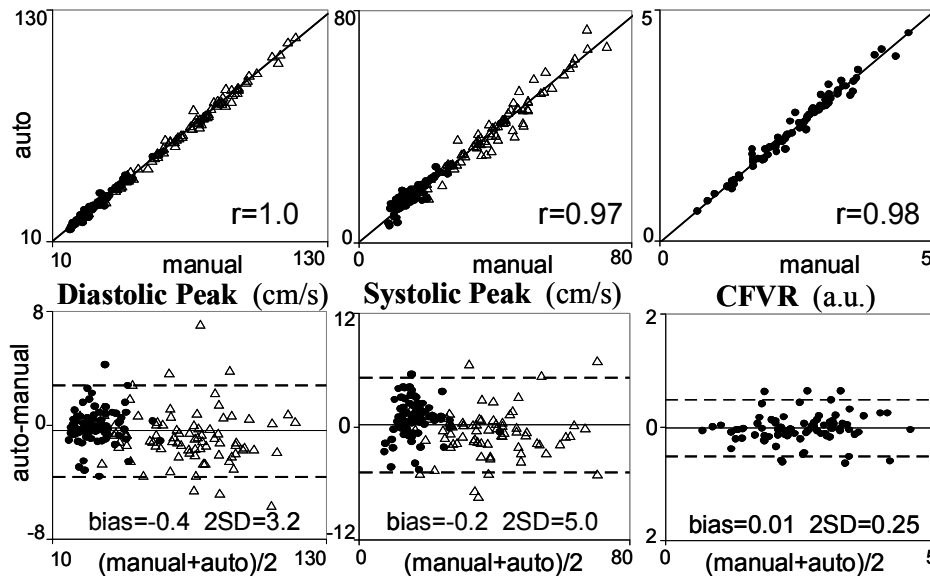 130
80
5
auto
r=1.0
r=0.97
r=0.98
10
0
0
10 manual 130
0 manual 80
0 manual 5
Diastolic Peak (cm/s)
Systolic Peak (cm/s)
CFVR (a.u.)
8
12
2
auto-manual
0
0
0
bias=-0.4 2SD=3.2
bias=-0.2 2SD=5.0
bias=0.01 2SD=0.25
-8
-12
2
10 (manual+auto)/2 130
0 (manual+auto)/2 80
0 (manual+auto)/2 5